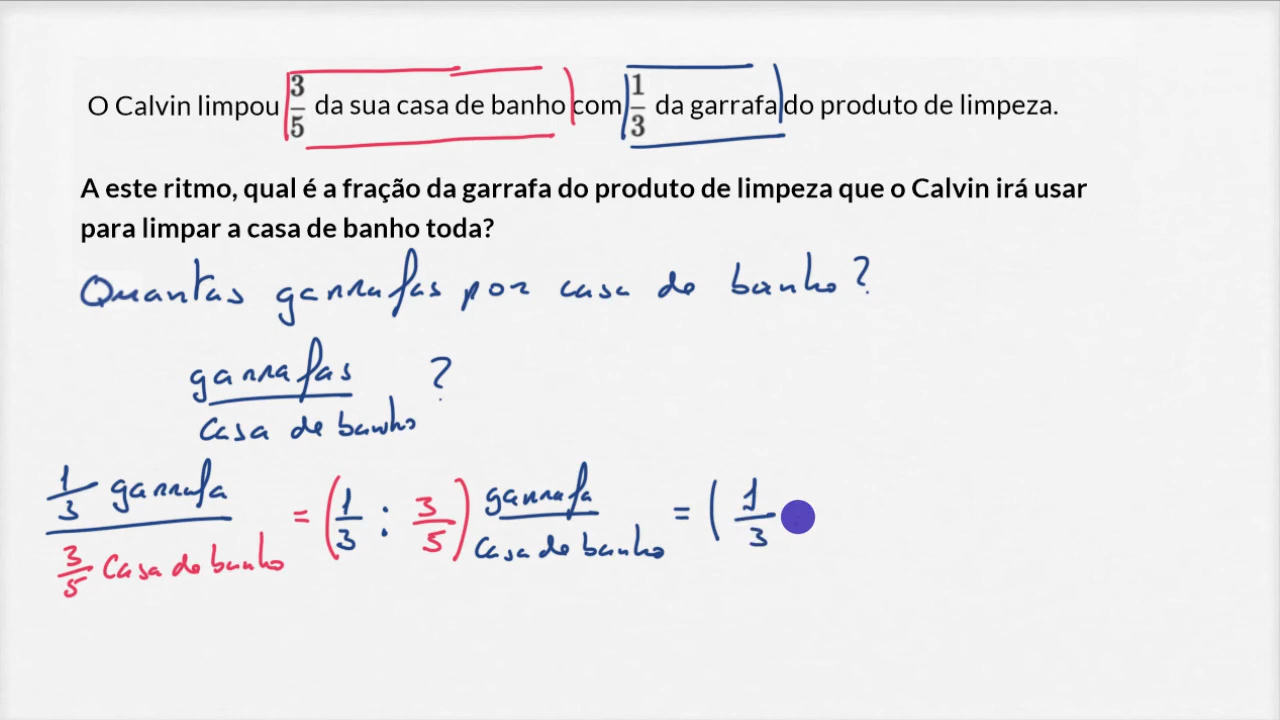 O Calvin limpou 3/5 da sua casa de banho com 1/3 da garrafa do produto de limpeza.
A este ritmo, qual é a fração da garrafa do produto de limpeza que o Calvin irá usar
para limpar a casa de banho toda?
Quantas garrafas por casa de banho?
garrafas / casa de banho ?
1/3 garrafa / 3/5 casa de banho = (1/3 : 3/5) garrafa / casa de banho = (1/3